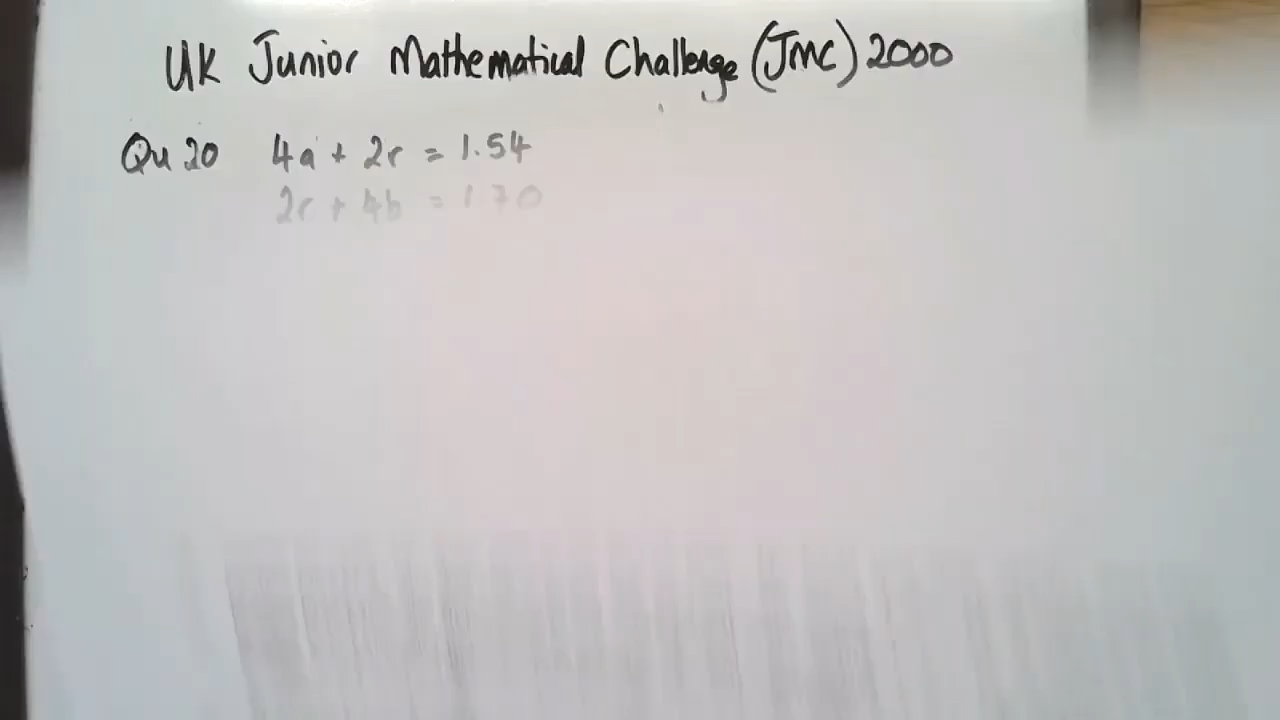 UK Junior Mathematical Challenge (JMC) 2000
Qu 20 4a + 2r = 1.54
2r + 4b = 1.70